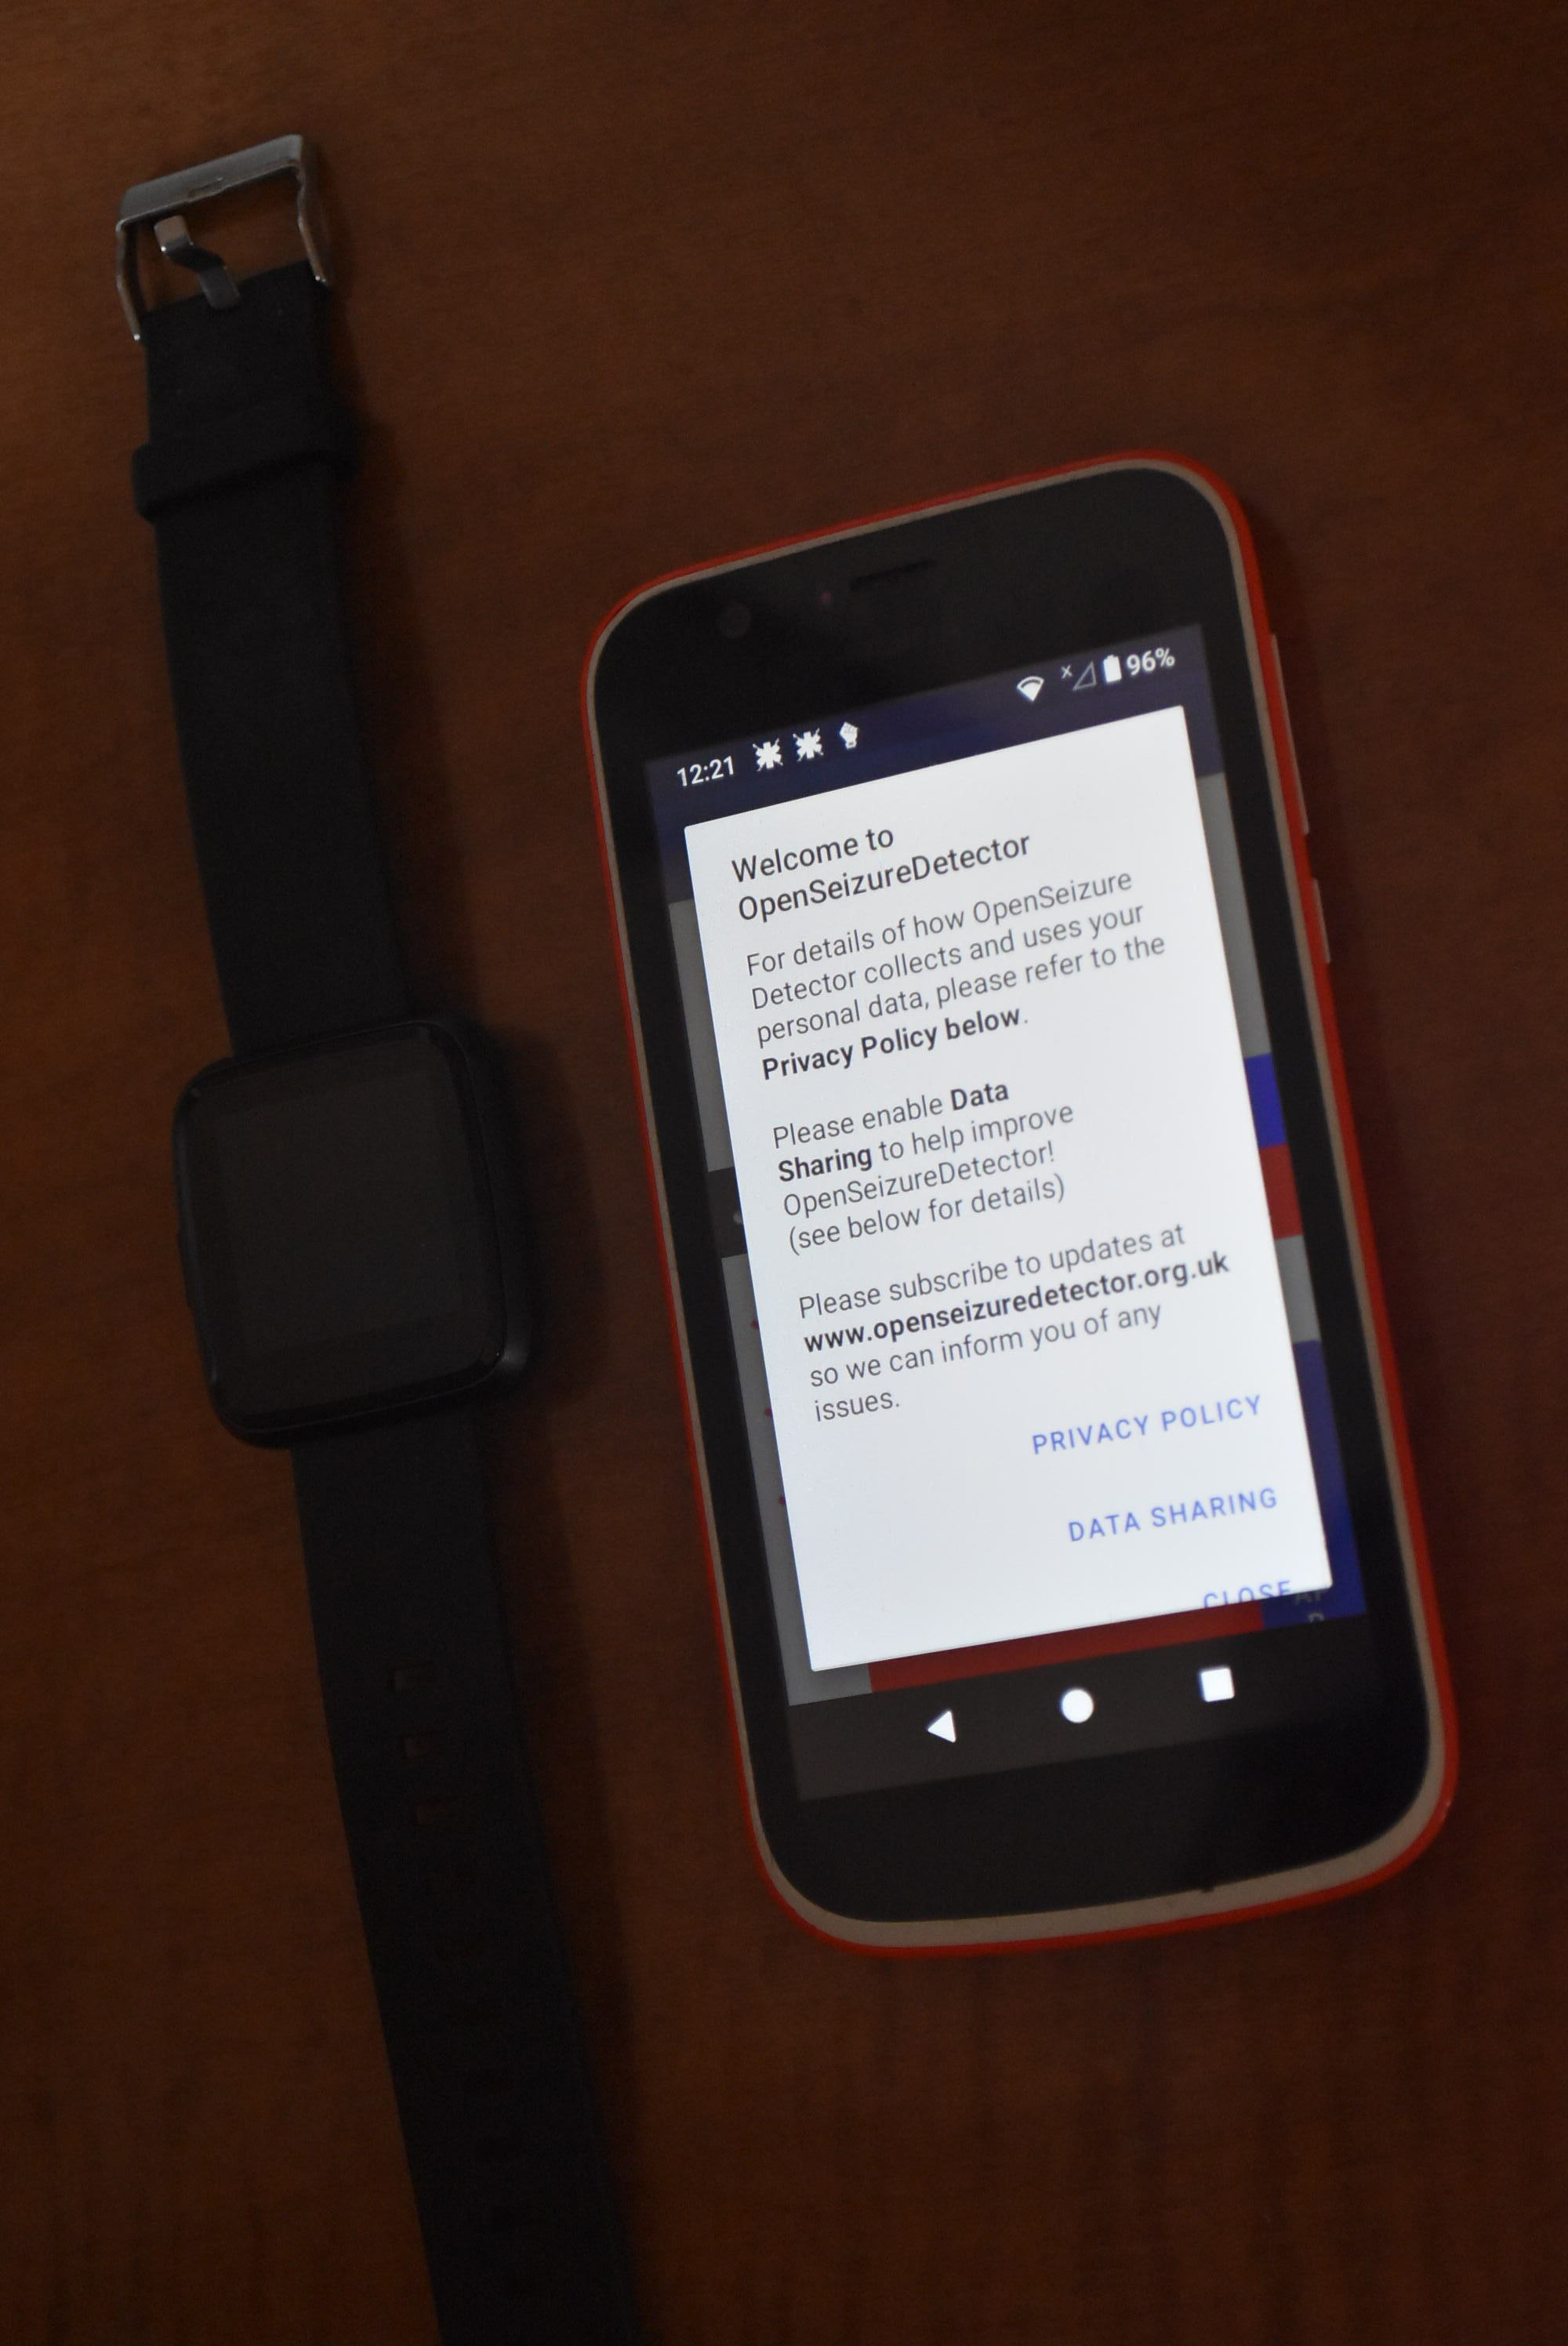 12:21 96%
Welcome to
OpenSeizureDetector
For details of how OpenSeizure
Detector collects and uses your
personal data, please refer to the
Privacy Policy below.
Please enable Data
Sharing to help improve
OpenSeizureDetector!
(see below for details)
Please subscribe to updates at
www.openseizuredetector.org.uk
so we can inform you of any
issues.
PRIVACY POLICY
DATA SHARING
CLOSE